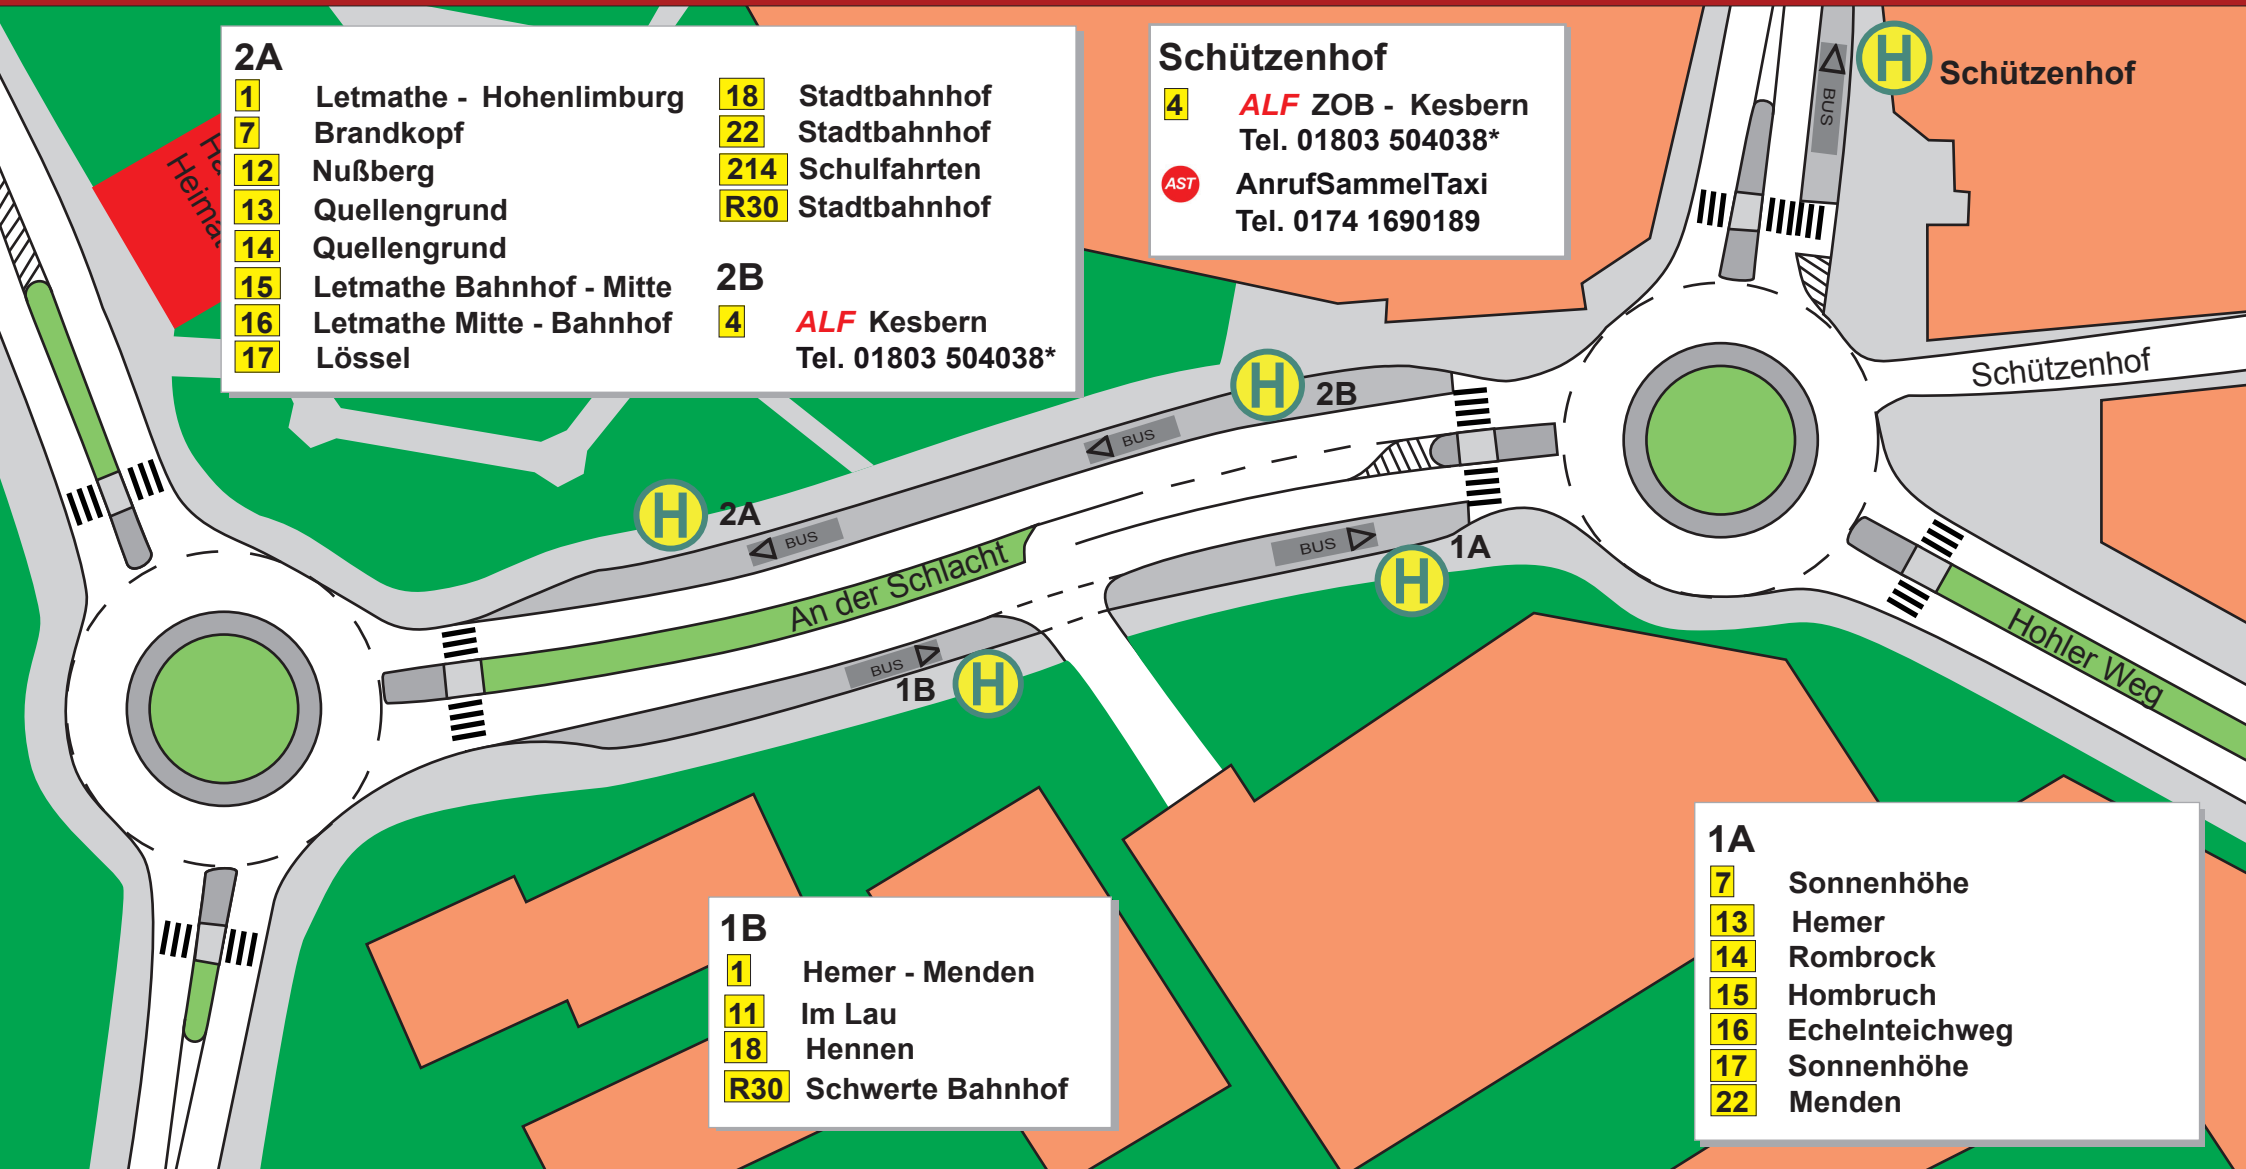 2A
1 Letmathe - Hohenlimburg
7 Brandkopf
12 Nußberg
13 Quellengrund
14 Quellengrund
15 Letmathe Bahnhof - Mitte
16 Letmathe Mitte - Bahnhof
17 Lössel
18 Stadtbahnhof
22 Stadtbahnhof
214 Schulfahrten
R30 Stadtbahnhof
2B
4 ALF Kesbern
Tel. 01803 504038*
Schützenhof
4 ALF ZOB - Kesbern
Tel. 01803 504038*
AST AnrufSammelTaxi
Tel. 0174 1690189
H Schützenhof
BUS
Schützenhof
H 2B
BUS
H 2A
BUS
An der Schlacht
BUS
1A
H
BUS
1B
H
Hohler Weg
1B
1 Hemer - Menden
11 Im Lau
18 Hennen
R30 Schwerte Bahnhof
1A
7 Sonnenhöhe
13 Hemer
14 Rombrock
15 Hombruch
16 Echelnteichweg
17 Sonnenhöhe
22 Menden